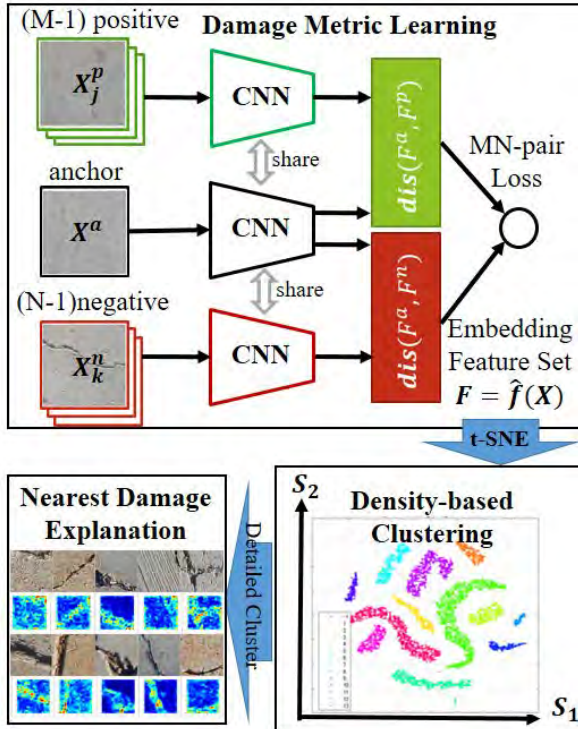 (M-1) positive
Damage Metric Learning
X_j^p
CNN
dis(F^a, F^p)
share
MN-pair
Loss
anchor
X^a
CNN
share
(N-1)negative
X_k^n
CNN
dis(F^a, F^n)
Embedding
Feature Set
F = f̂(X)
t-SNE
Nearest Damage
Explanation
Detailed Cluster
S_2
Density-based
Clustering
S_1